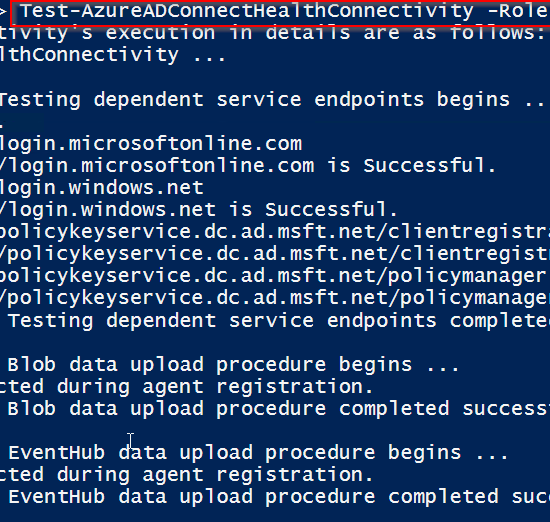 > Test-AzureADConnectHealthConnectivity -Role
tivity's execution in details are as follows:
lthConnectivity ...
Testing dependent service endpoints begins ..
.
login.microsoftonline.com
/login.microsoftonline.com is Successful.
login.windows.net
/login.windows.net is Successful.
policykeyservice.dc.ad.msft.net/clientregistra
/policykeyservice.dc.ad.msft.net/clientregist
policykeyservice.dc.ad.msft.net/policymanager
/policykeyservice.dc.ad.msft.net/policymanage
Testing dependent service endpoints complete
Blob data upload procedure begins ...
cted during agent registration.
Blob data upload procedure completed success
EventHub data upload procedure begins ...
cted during agent registration.
EventHub data upload procedure completed suc